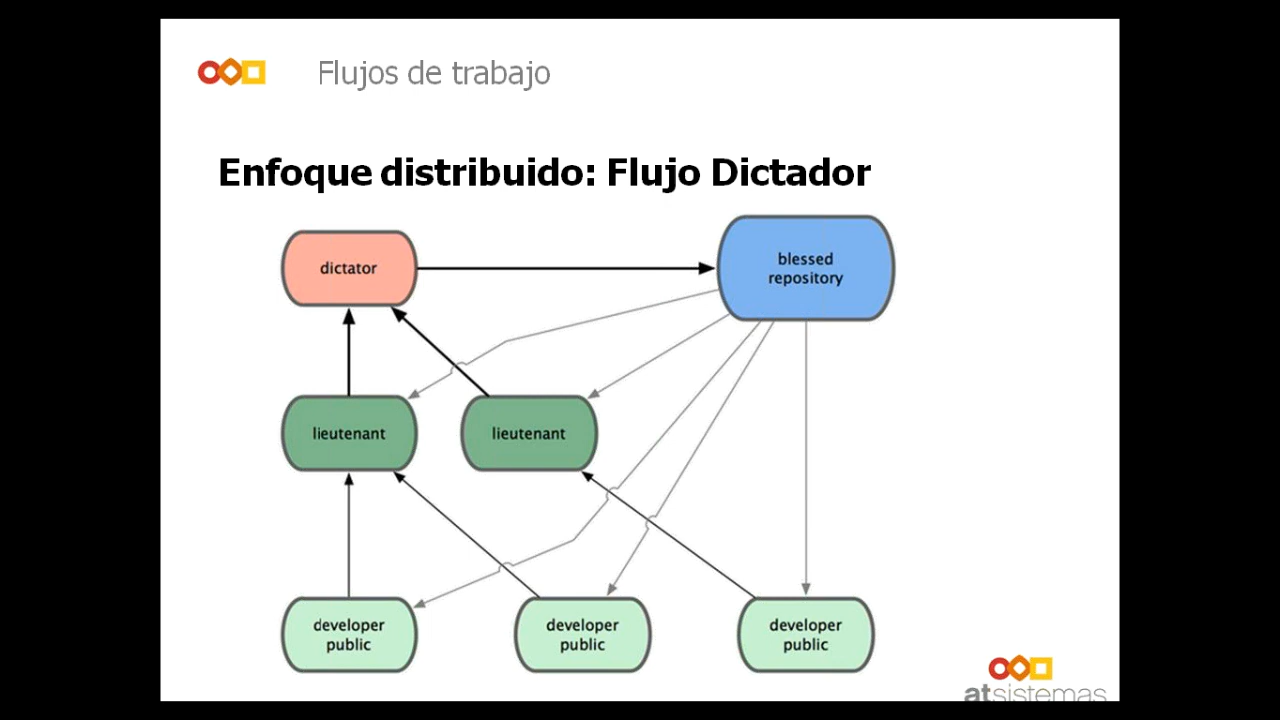 Flujos de trabajo
Enfoque distribuido: Flujo Dictador
dictator
blessed
repository
lieutenant
lieutenant
developer
public
developer
public
developer
public
atsistemas